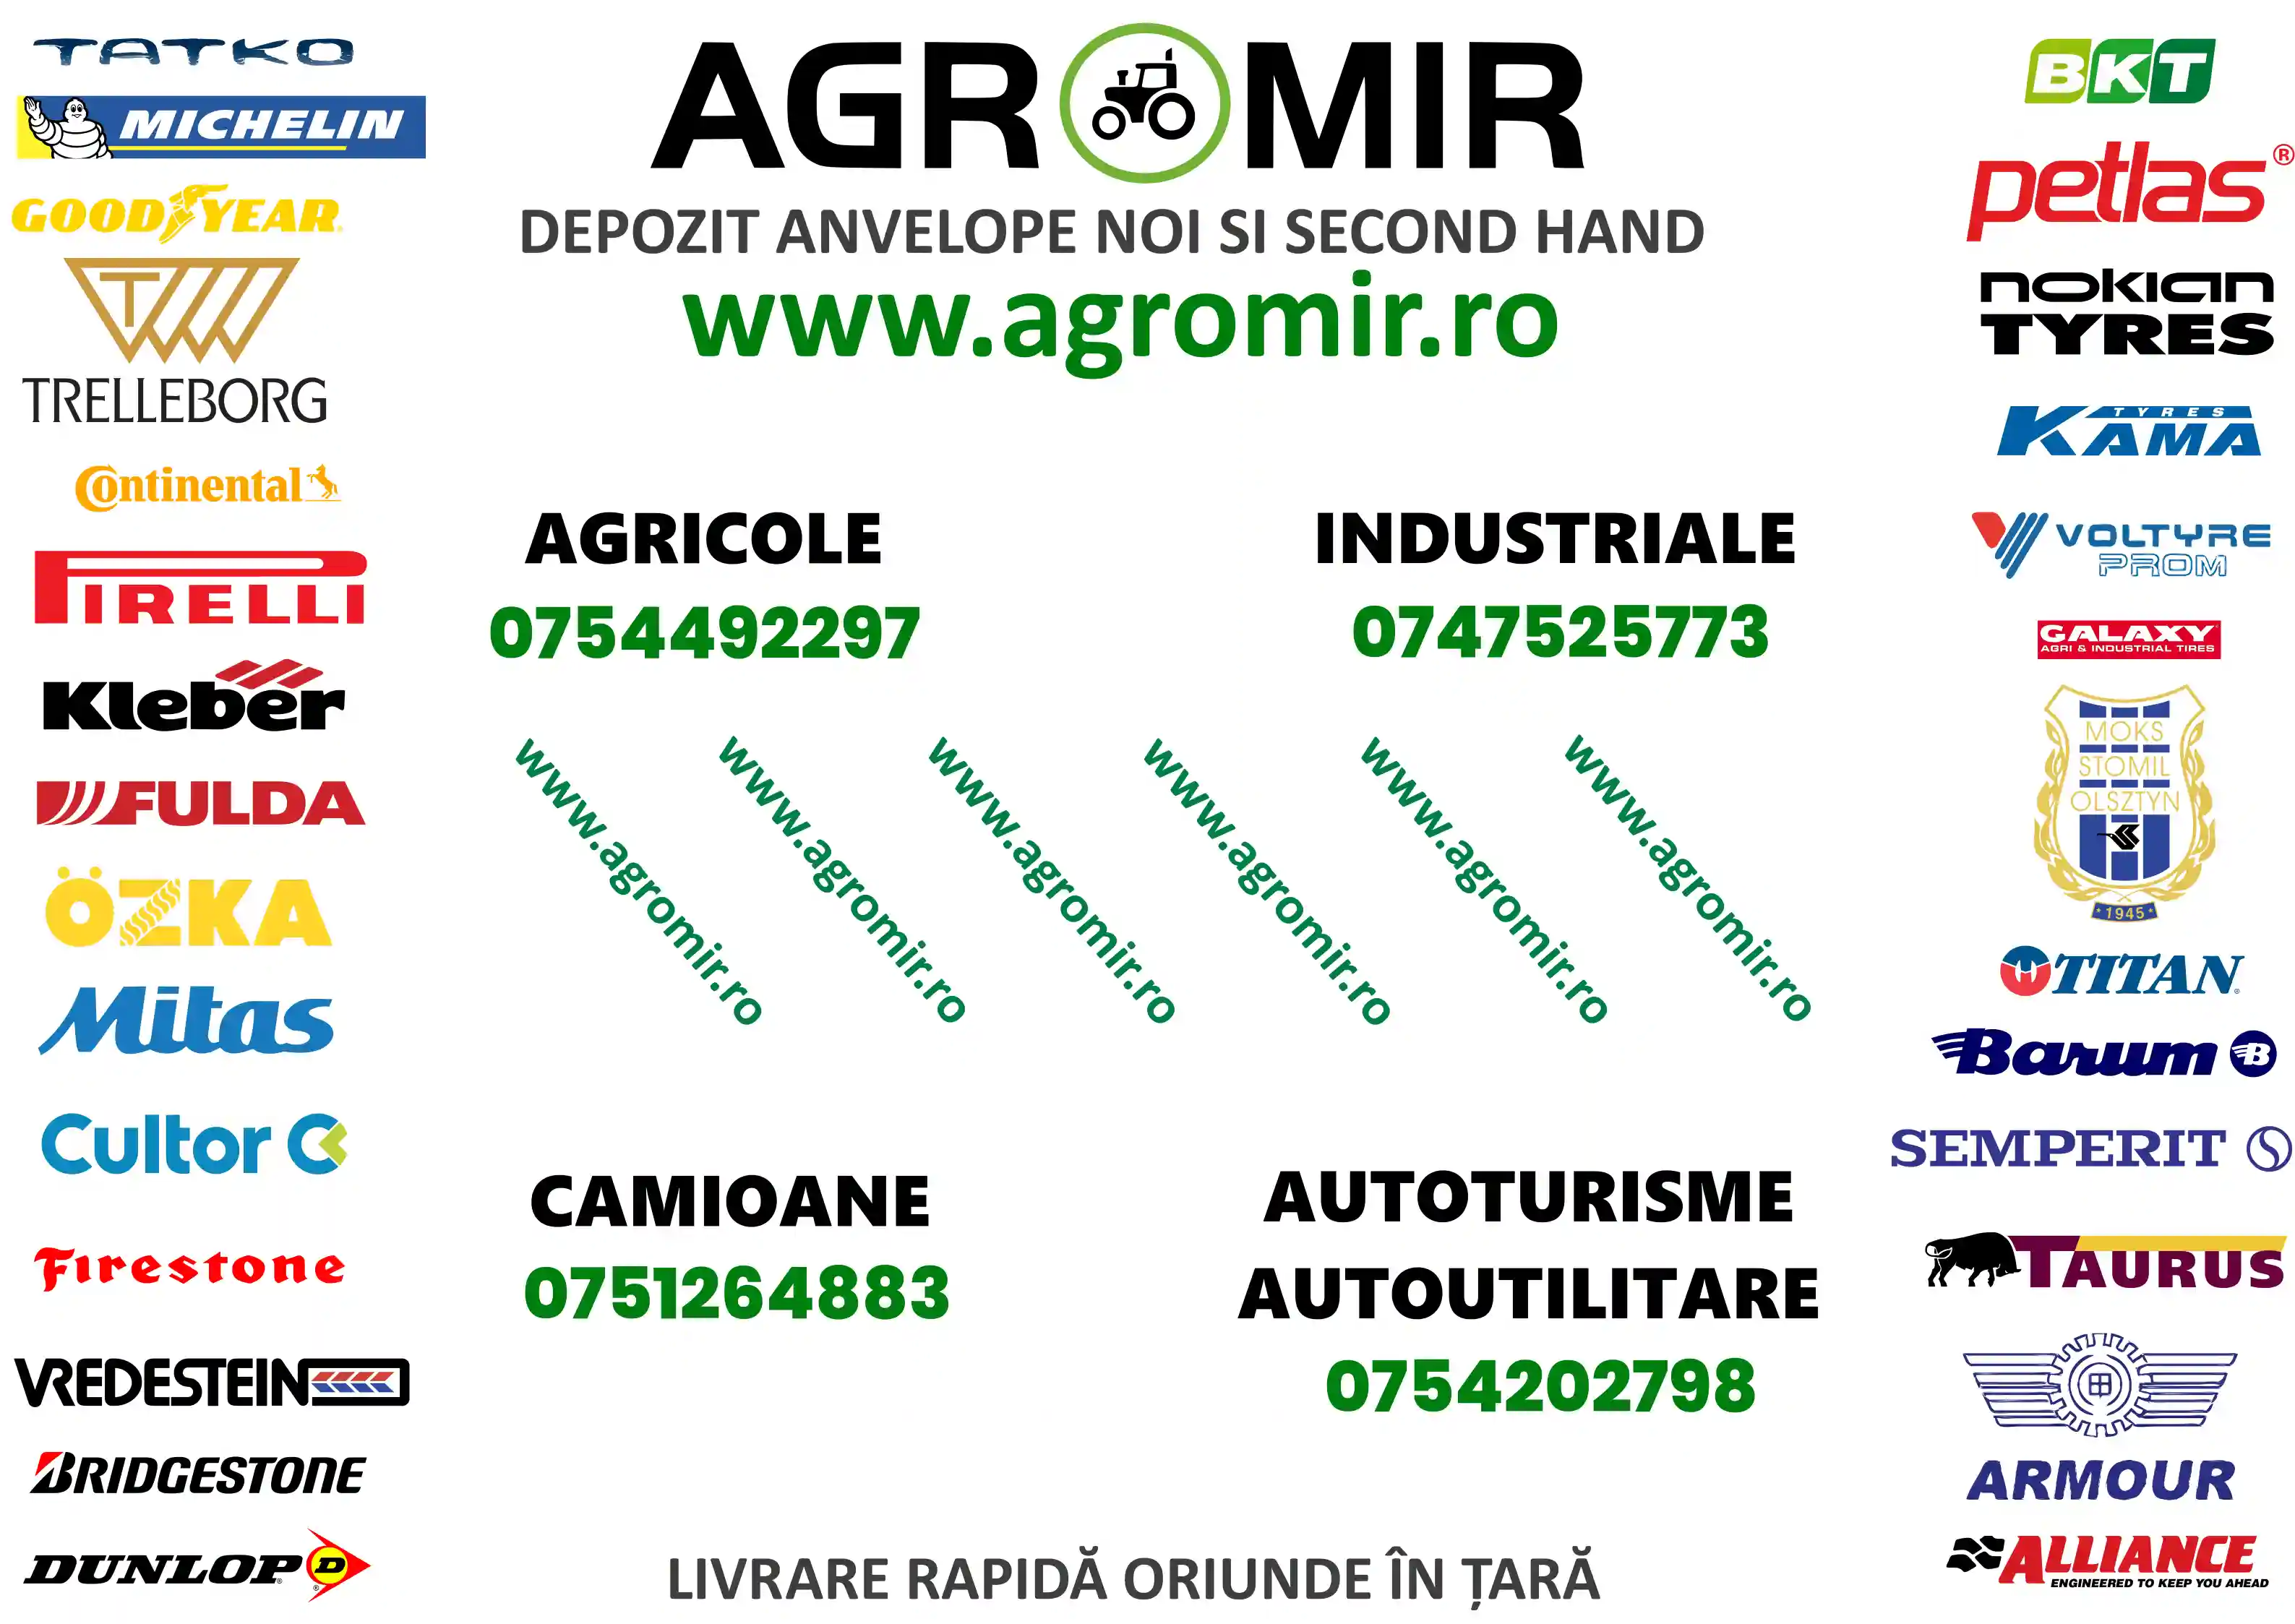 TATKO
MICHELIN
GOODYEAR
T
TRELLEBORG
Continental
PIRELLI
Kleber
FULDA
ÖZKA
Mitas
Cultor C
Firestone
VREDESTEIN
BRIDGESTONE
DUNLOP D
AGROMIR
DEPOZIT ANVELOPE NOI SI SECOND HAND
www.agromir.ro
AGRICOLE
0754492297
INDUSTRIALE
0747525773
www.agromir.ro
www.agromir.ro
www.agromir.ro
www.agromir.ro
www.agromir.ro
www.agromir.ro
CAMIOANE
0751264883
AUTOTURISME
AUTOUTILITARE
0754202798
LIVRARE RAPIDĂ ORIUNDE ÎN ȚARĂ
BKT
petlas®
nokian
TYRES
TYRES
KAMA
VOLTYRE
PROM
GALAXY
AGRI & INDUSTRIAL TIRES
MOKS
STOMIL
OLSZTYN
• 1945 •
TITAN
Barum B
SEMPERIT S
TAURUS
ARMOUR
ALLIANCE
ENGINEERED TO KEEP YOU AHEAD